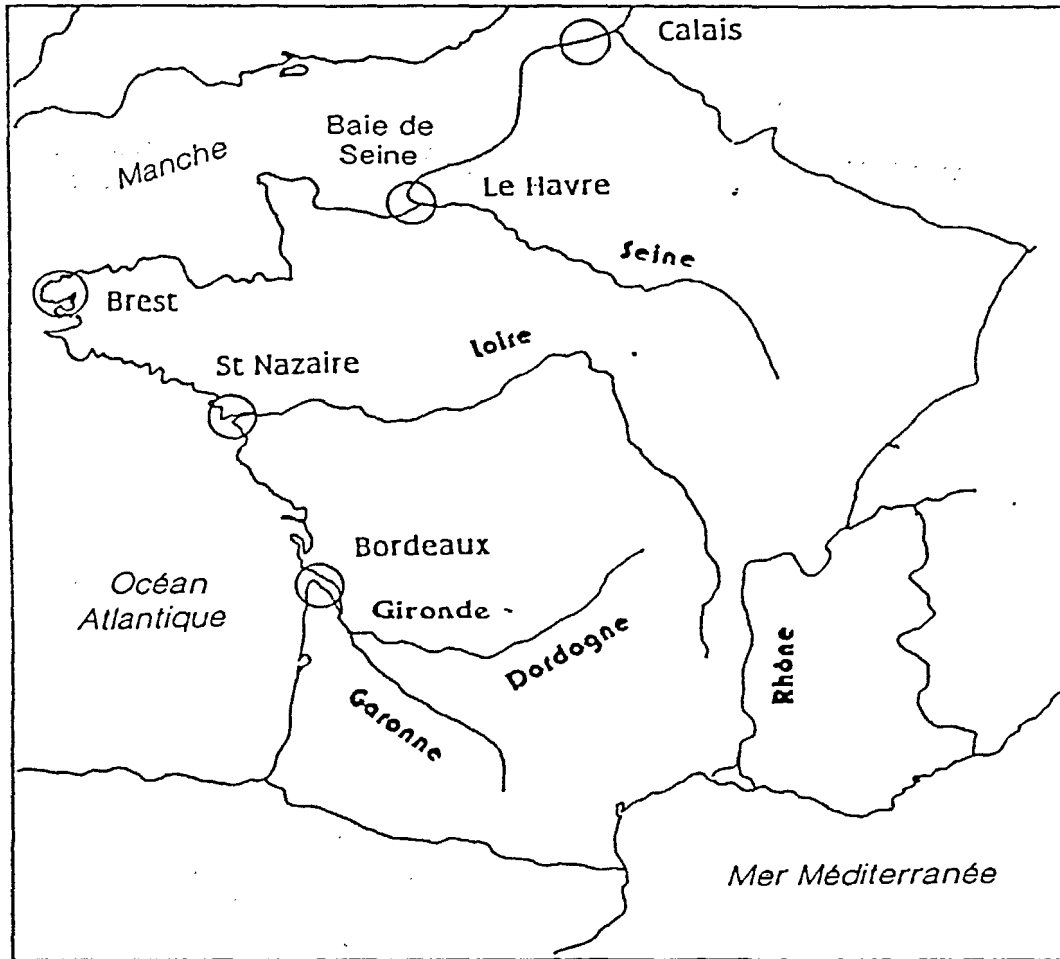 Calais
Baie de
Seine
Manche
Le Havre
Seine
Brest
Loire
St Nazaire
Bordeaux
Océan
Atlantique
Gironde
Dordogne
Rhône
Garonne
Mer Méditerranée